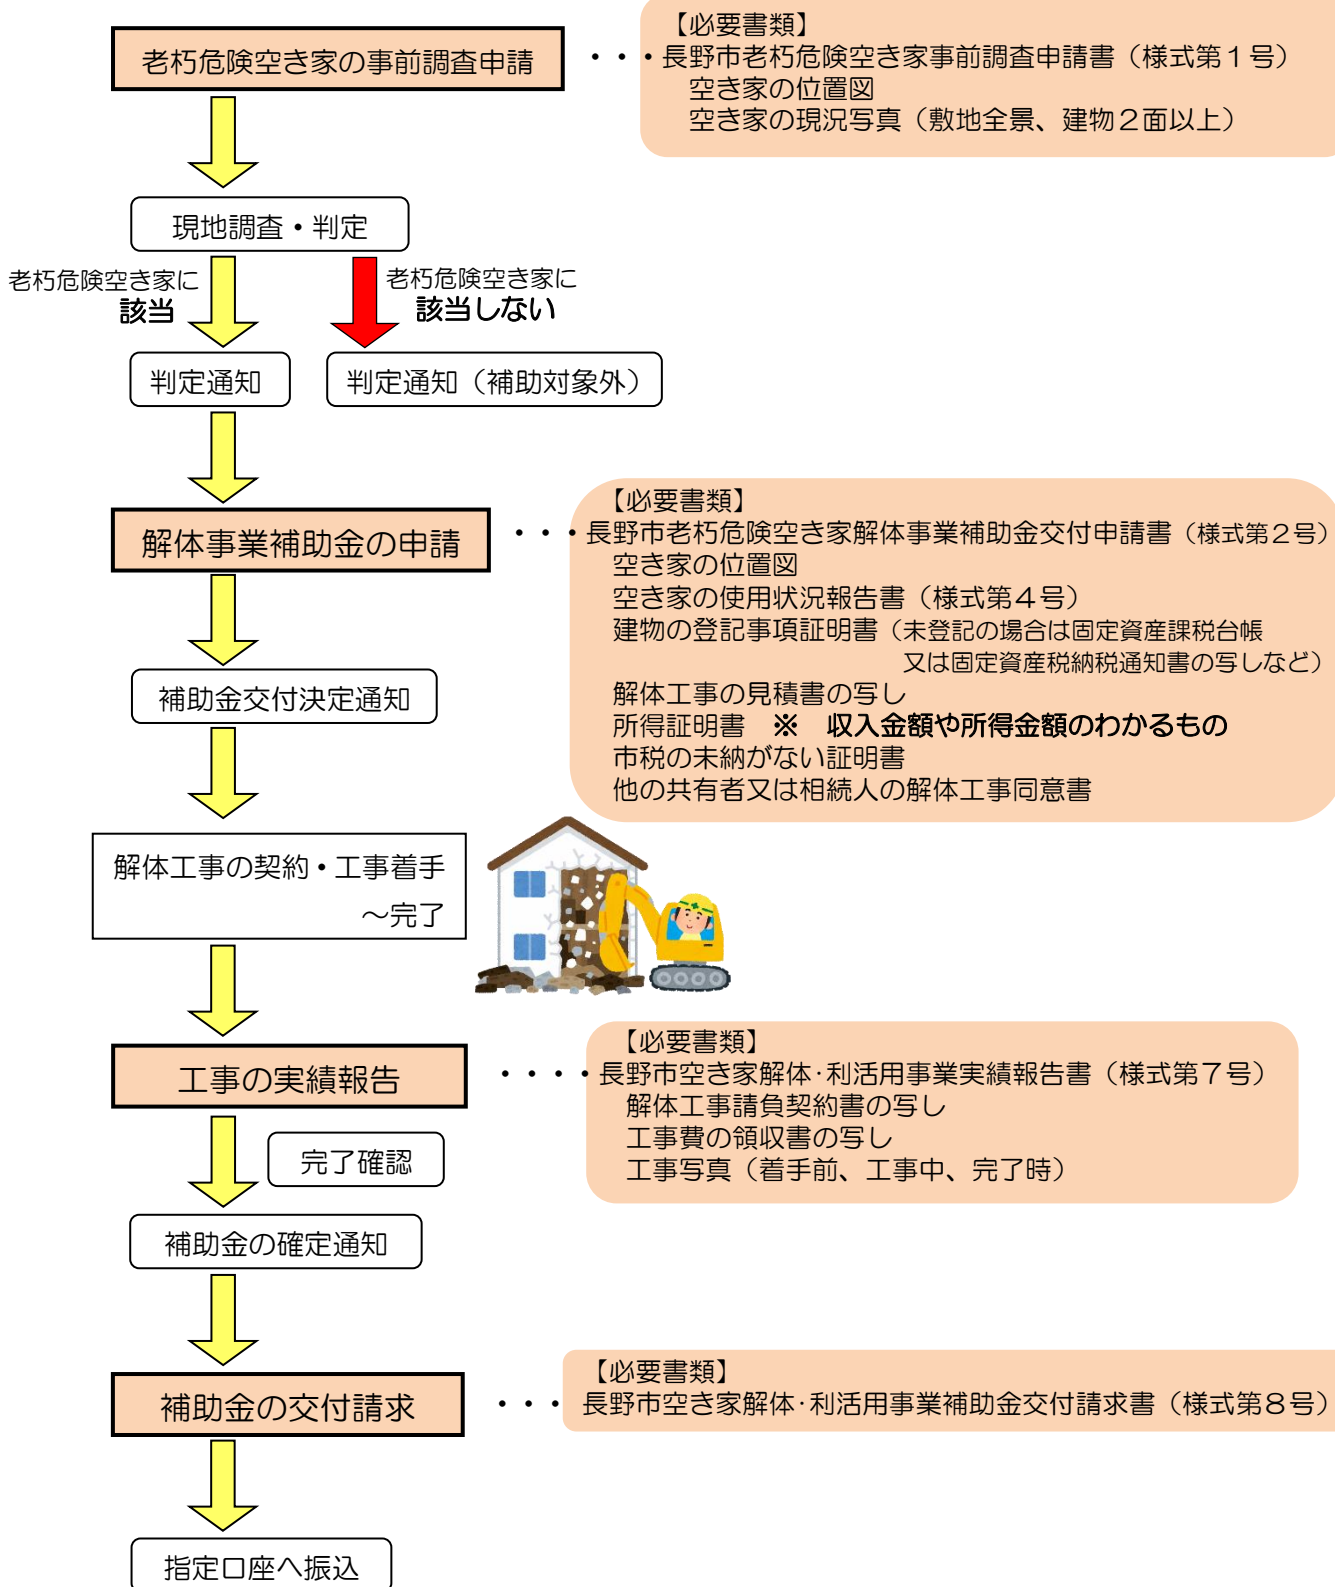 【必要書類】
老朽危険空き家の事前調査申請 ・・・長野市老朽危険空き家事前調査申請書（様式第１号）
空き家の位置図
空き家の現況写真（敷地全景、建物２面以上）
現地調査・判定
老朽危険空き家に
該当
老朽危険空き家に
該当しない
判定通知
判定通知（補助対象外）
【必要書類】
解体事業補助金の申請 ・・・長野市老朽危険空き家解体事業補助金交付申請書（様式第２号）
空き家の位置図
空き家の使用状況報告書（様式第４号）
建物の登記事項証明書（未登記の場合は固定資産課税台帳
又は固定資産税納税通知書の写しなど）
解体工事の見積書の写し
所得証明書　※　収入金額や所得金額のわかるもの
市税の未納がない証明書
他の共有者又は相続人の解体工事同意書
補助金交付決定通知
解体工事の契約・工事着手
～完了
【必要書類】
工事の実績報告 ・・・・長野市空き家解体･利活用事業実績報告書（様式第７号）
解体工事請負契約書の写し
工事費の領収書の写し
工事写真（着手前、工事中、完了時）
完了確認
補助金の確定通知
【必要書類】
補助金の交付請求 ・・・ 長野市空き家解体･利活用事業補助金交付請求書（様式第８号）
指定口座へ振込